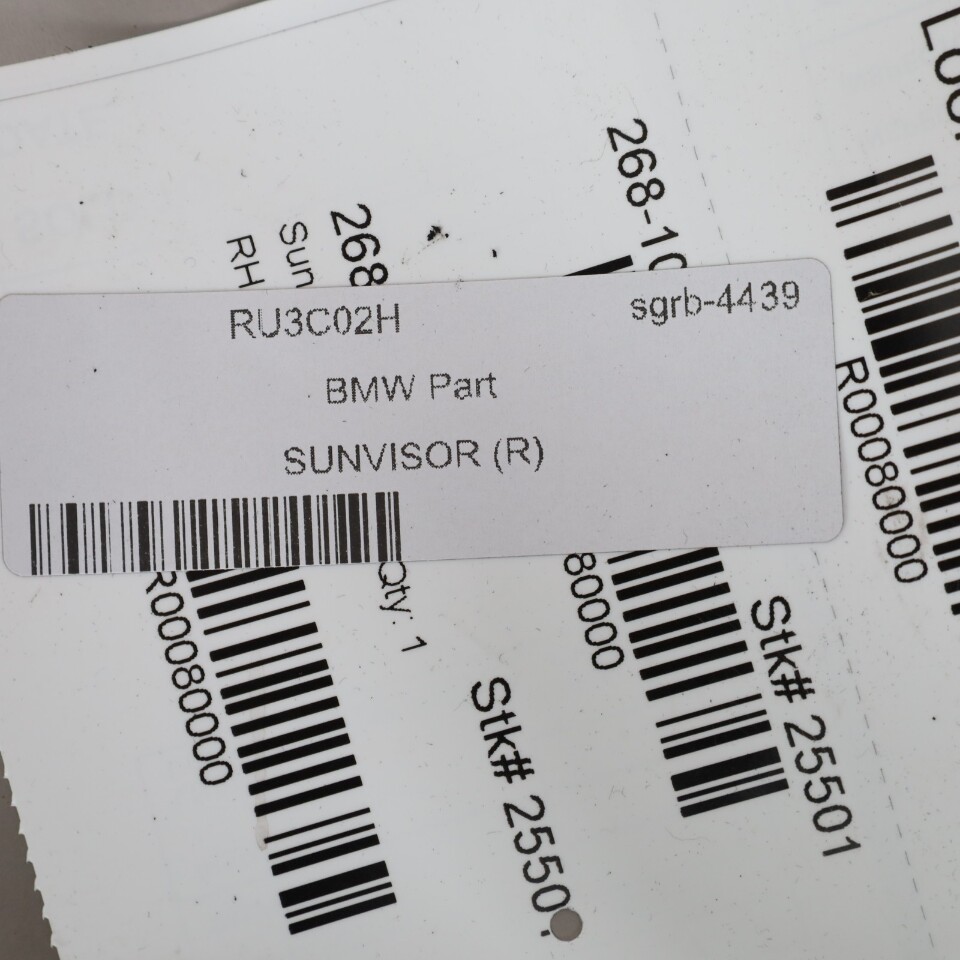 RU3C02H sgrb-4439
BMW Part
SUNVISOR (R)
268
Sun
RH
Qty: 1
R00080000
Stk# 2550
268-10
80000
Stk# 25501
R00080000